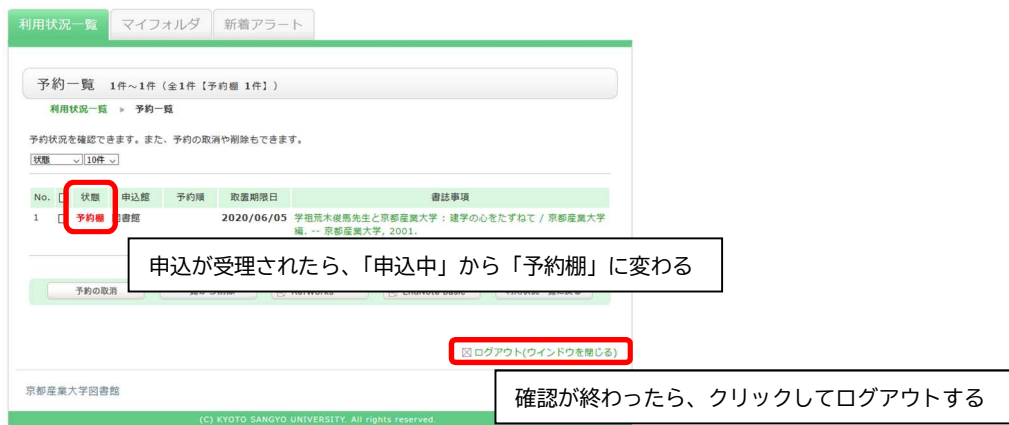 利用状況一覧 マイフォルダ 新着アラート
予約一覧 1件～1件（全1件【予約棚 1件】）
利用状況一覧 » 予約一覧
予約状況を確認できます。また、予約の取消や削除もできます。
状態 10件
No. 状態 申込館 予約順 取置期限日 書誌事項
1 予約棚 図書館 2020/06/05 学祖荒木俊馬先生と京都産業大学 : 建学の心をたずねて / 京都産業大学
編. -- 京都産業大学, 2001.
申込が受理されたら、「申込中」から「予約棚」に変わる
予約の取消
ログアウト(ウインドウを閉じる)
京都産業大学図書館
確認が終わったら、クリックしてログアウトする
(C) KYOTO SANGYO UNIVERSITY. All rights reserved.